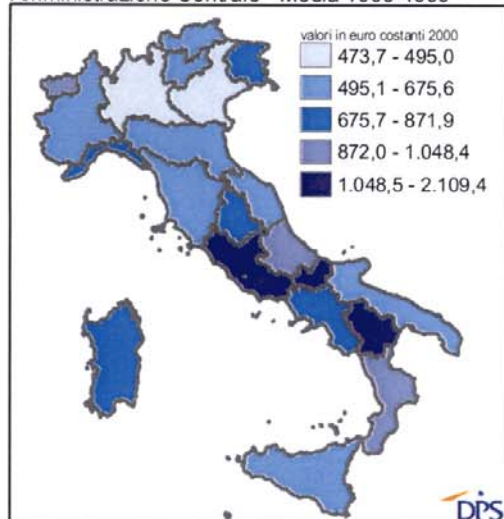 valori in euro costanti 2000
473,7 - 495,0
495,1 - 675,6
675,7 - 871,9
872,0 - 1.048,4
1.048,5 - 2.109,4
DPS